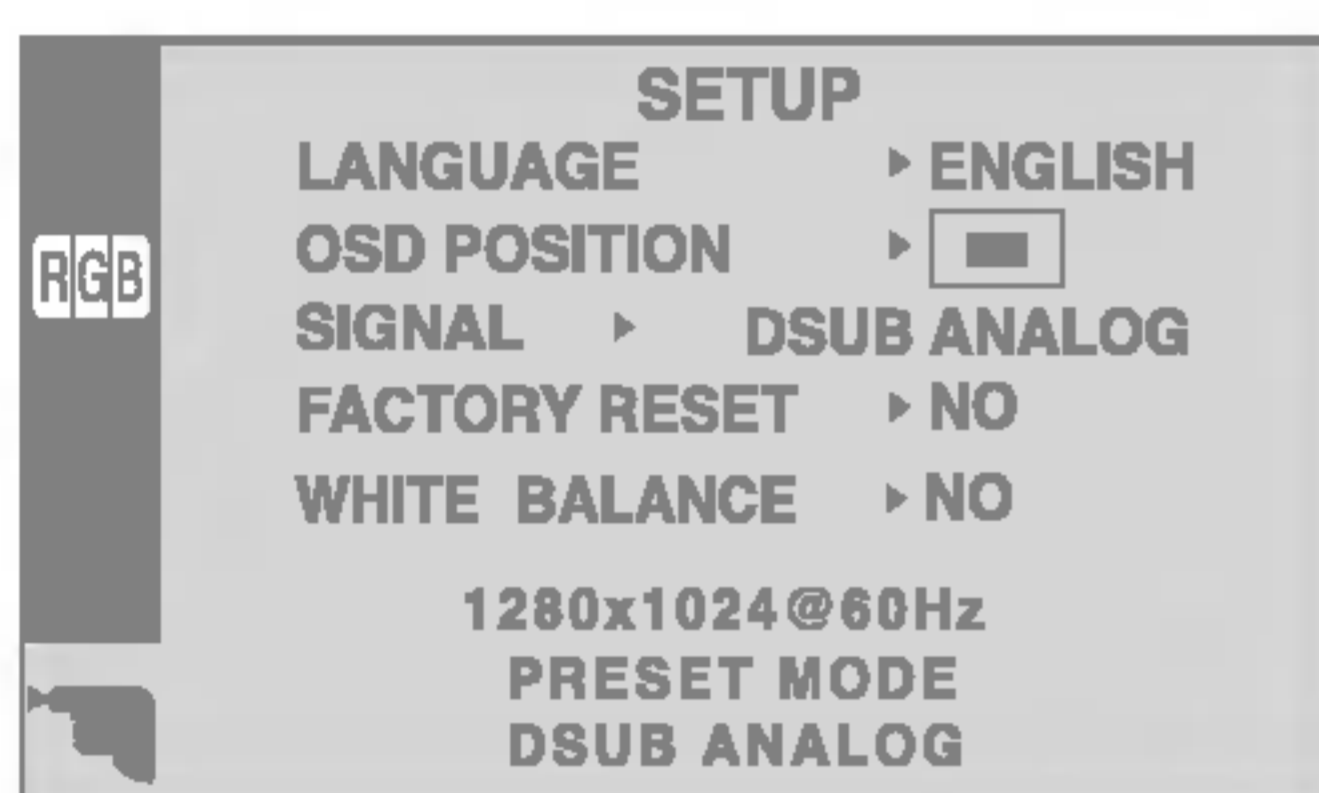 SETUP
LANGUAGE ▸ ENGLISH
OSD POSITION ▸
RGB
SIGNAL ▸ DSUB ANALOG
FACTORY RESET ▸ NO
WHITE BALANCE ▸ NO
1280x1024@60Hz
PRESET MODE
DSUB ANALOG